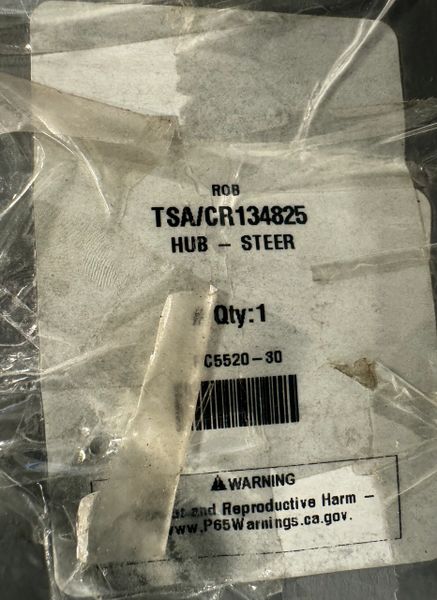 ROB
TSA/CR134825
HUB - STEER
Qty:1
C5520-30
WARNING
and Reproductive Harm -
www.P65Warnings.ca.gov.